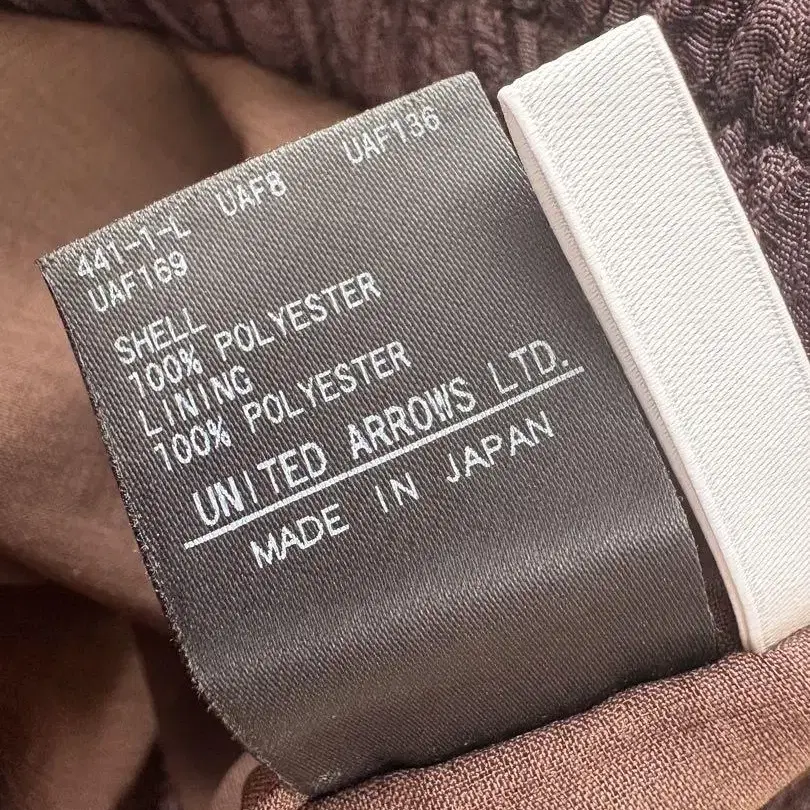 441-1-L UAF8 UAF136
UAF169
SHELL
100% POLYESTER
LINING
100% POLYESTER
UNITED ARROWS LTD.
MADE IN JAPAN